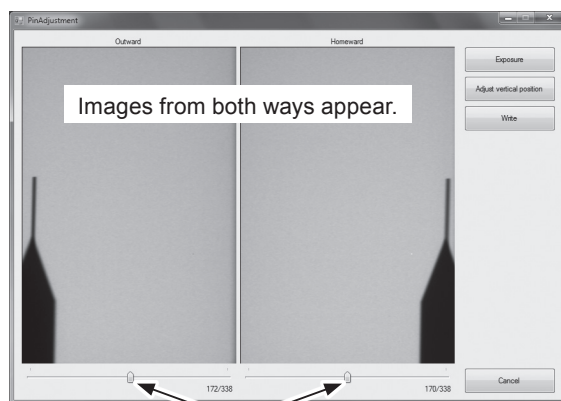 PinAdjustment
Outward
Homeward
Images from both ways appear.
Exposure
Adjust vertical position
Write
172/338
170/338
Cancel